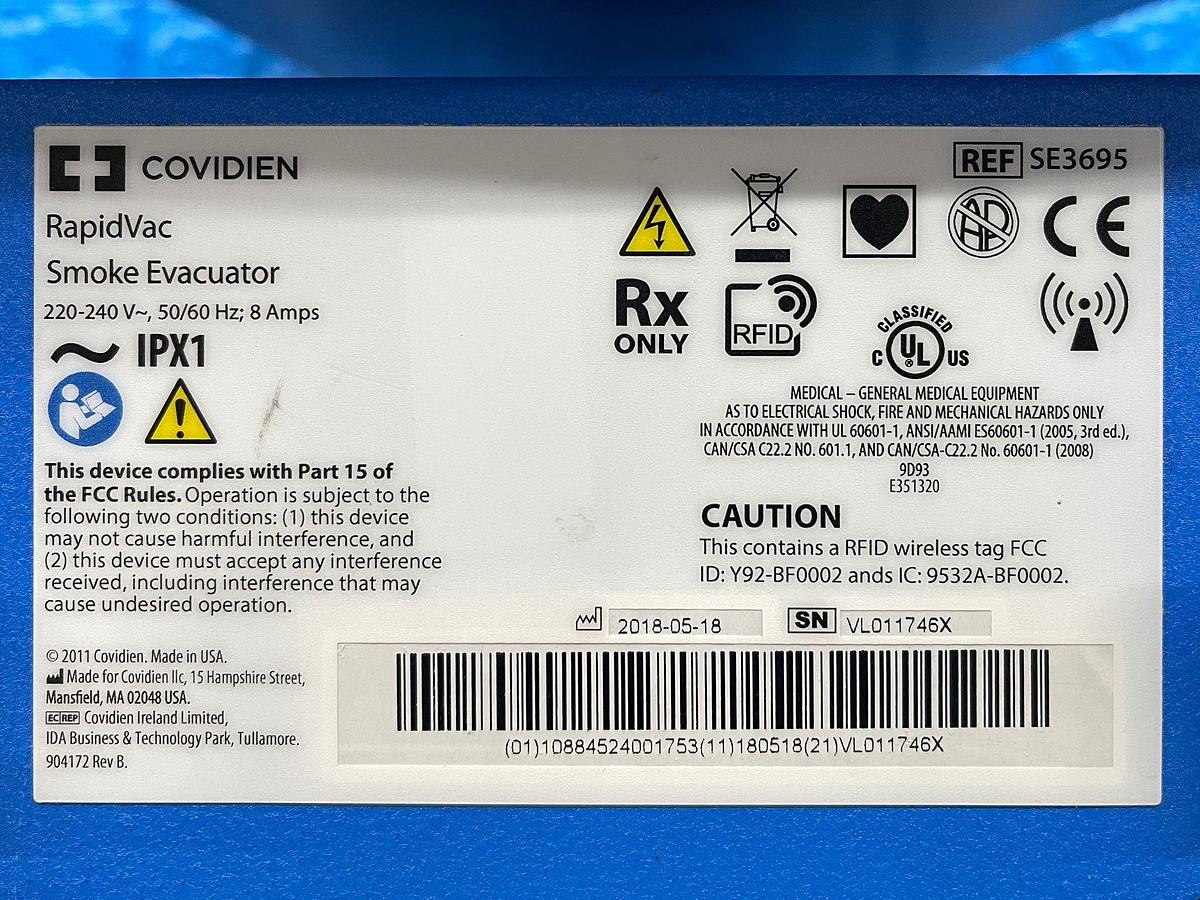 COVIDIEN
RapidVac
Smoke Evacuator
220-240 V~, 50/60 Hz; 8 Amps
IPX1
This device complies with Part 15 of
the FCC Rules. Operation is subject to the
following two conditions: (1) this device
may not cause harmful interference, and
(2) this device must accept any interference
received, including interference that may
cause undesired operation.
© 2011 Covidien. Made in USA.
Made for Covidien llc, 15 Hampshire Street,
Mansfield, MA 02048 USA.
EC REP Covidien Ireland Limited,
IDA Business & Technology Park, Tullamore.
904172 Rev B.
REF SE3695
AP
CE
Rx
ONLY
RFID
CLASSIFIED
C UL US
®
MEDICAL – GENERAL MEDICAL EQUIPMENT
AS TO ELECTRICAL SHOCK, FIRE AND MECHANICAL HAZARDS ONLY
IN ACCORDANCE WITH UL 60601-1, ANSI/AAMI ES60601-1 (2005, 3rd ed.),
CAN/CSA C22.2 NO. 601.1, AND CAN/CSA-C22.2 No. 60601-1 (2008)
9D93
E351320
CAUTION
This contains a RFID wireless tag FCC
ID: Y92-BF0002 ands IC: 9532A-BF0002.
2018-05-18 SN VL011746X
(01)10884524001753(11)180518(21)VL011746X